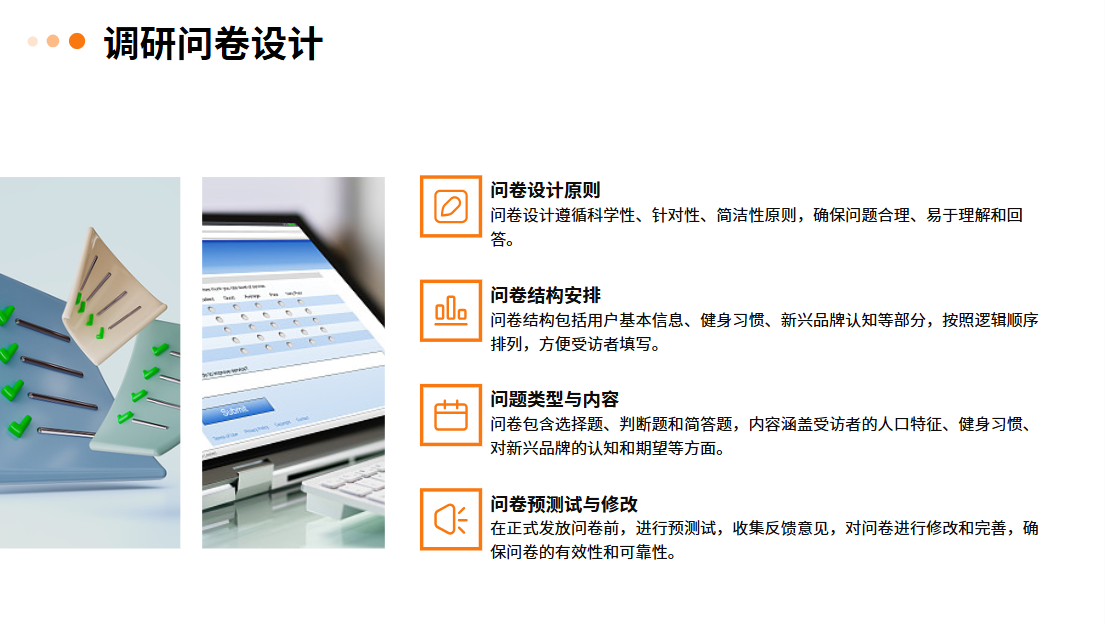 调研问卷设计
问卷设计原则
问卷设计遵循科学性、针对性、简洁性原则，确保问题合理、易于理解和回
答。
问卷结构安排
问卷结构包括用户基本信息、健身习惯、新兴品牌认知等部分，按照逻辑顺序
排列，方便受访者填写。
问题类型与内容
问卷包含选择题、判断题和简答题，内容涵盖受访者的人口特征、健身习惯、
对新兴品牌的认知和期望等方面。
问卷预测试与修改
在正式发放问卷前，进行预测试，收集反馈意见，对问卷进行修改和完善，确
保问卷的有效性和可靠性。
Submit